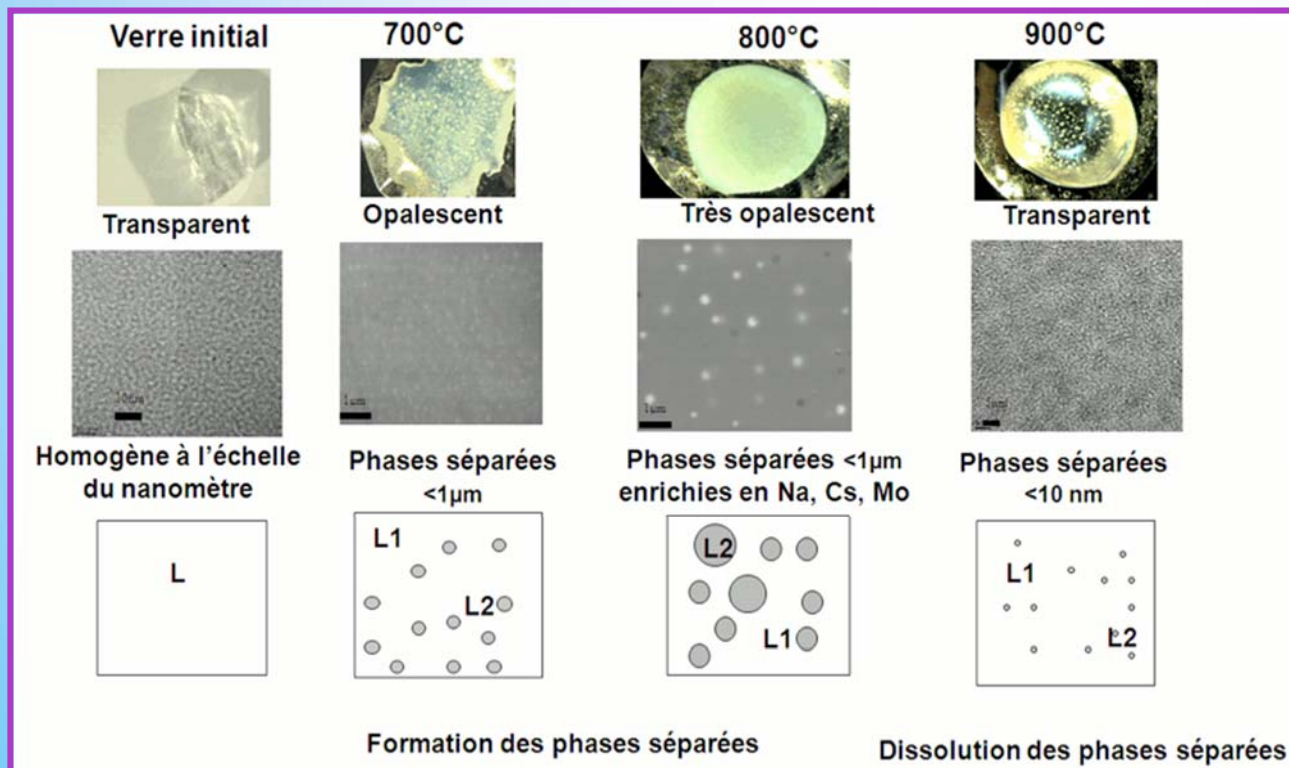 Verre initial
700°C
800°C
900°C
Transparent
Opalescent
Très opalescent
Transparent
1µm
1µm
Homogène à l'échelle
du nanomètre
Phases séparées
<1µm
Phases séparées <1µm
enrichies en Na, Cs, Mo
Phases séparées
<10 nm
L
L1
L2
L2
L1
L1
L2
Formation des phases séparées
Dissolution des phases séparées